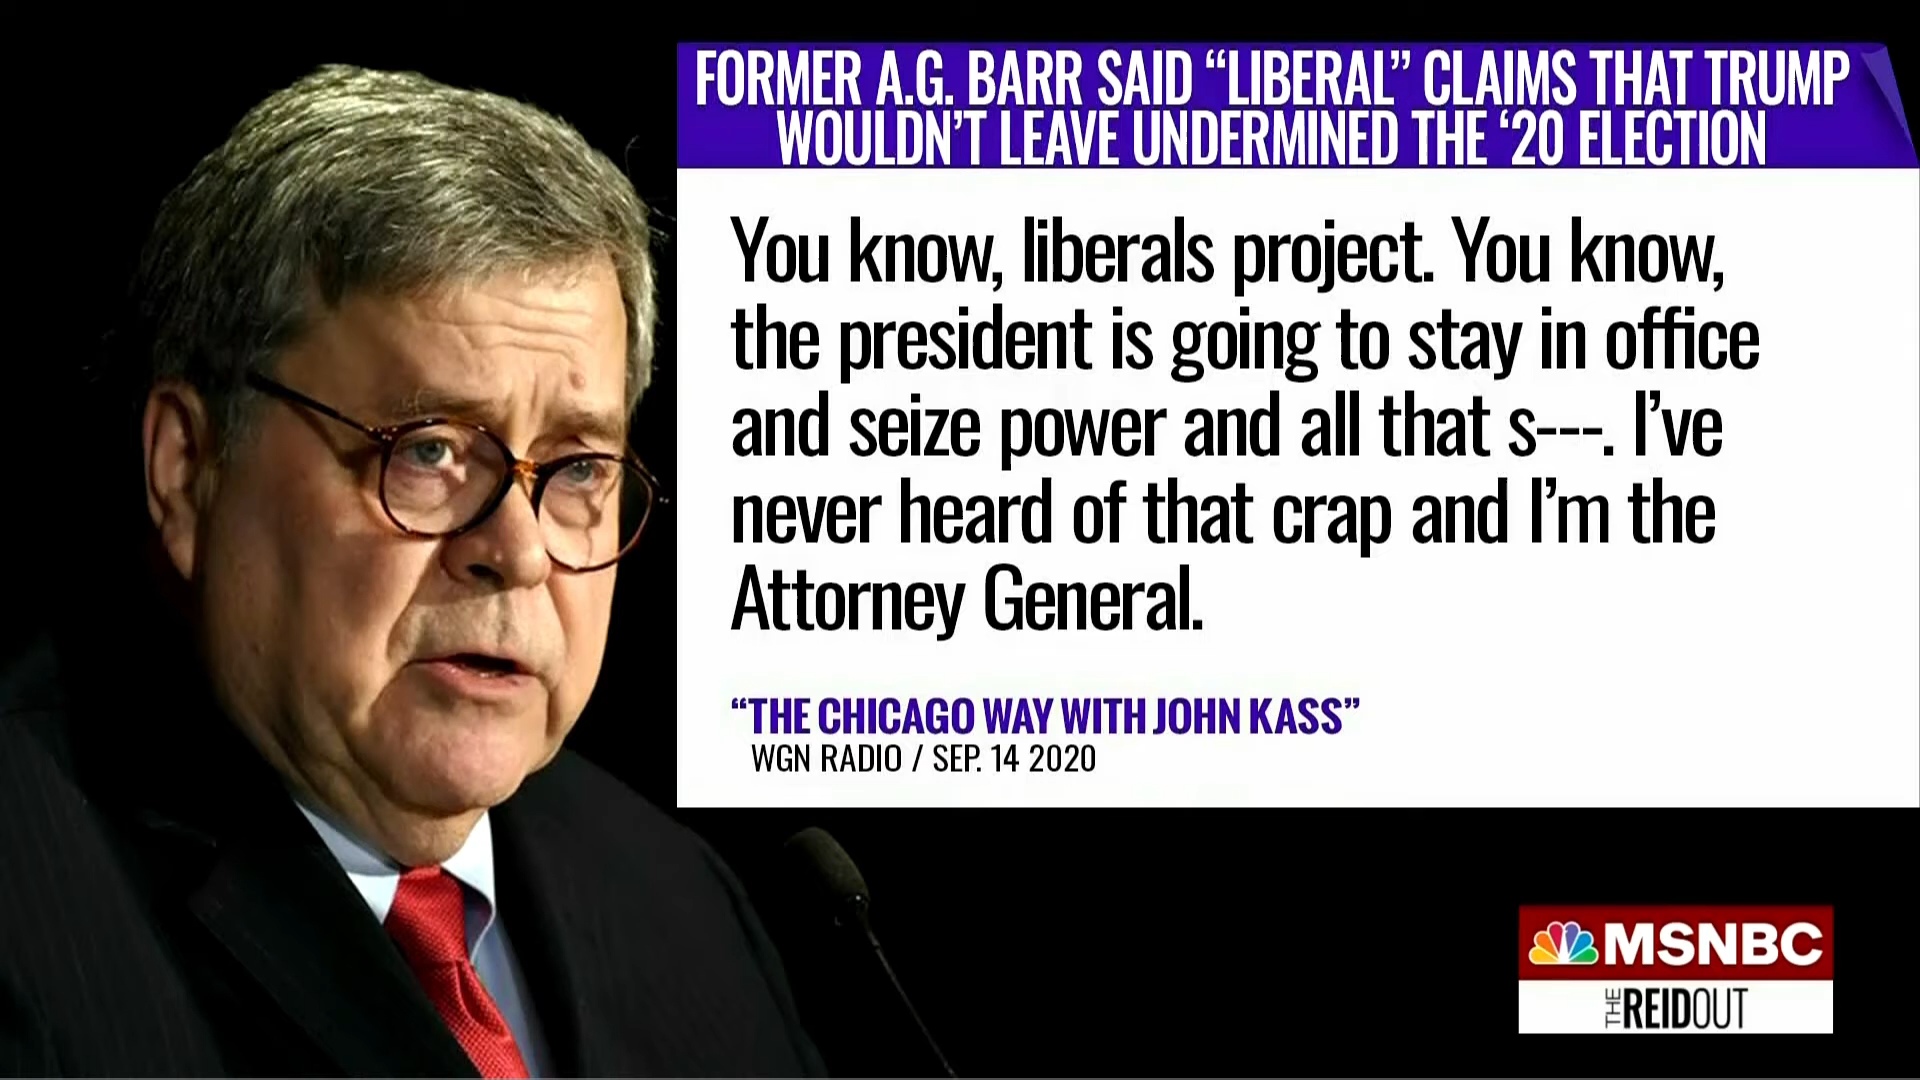 FORMER A.G. BARR SAID “LIBERAL” CLAIMS THAT TRUMP
WOULDN’T LEAVE UNDERMINED THE ‘20 ELECTION
You know, liberals project. You know,
the president is going to stay in office
and seize power and all that s---. I’ve
never heard of that crap and I’m the
Attorney General.
“THE CHICAGO WAY WITH JOHN KASS”
WGN RADIO / SEP. 14 2020
MSNBC
THE REIDOUT